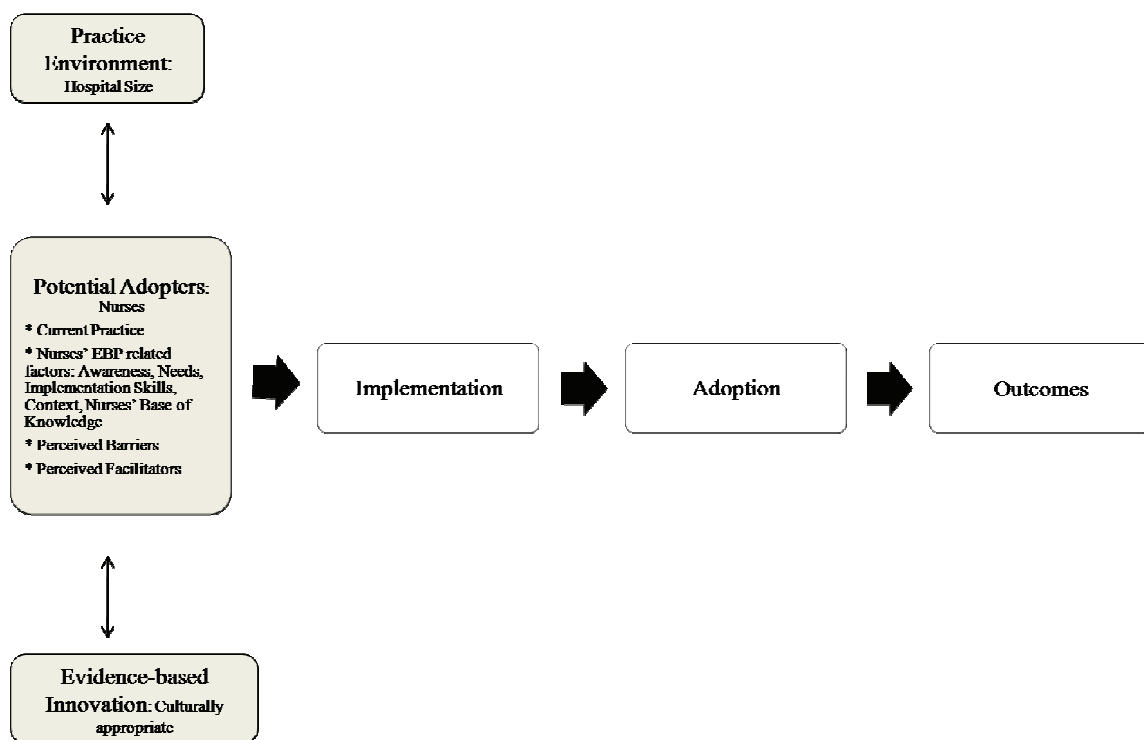 Practice
Environment:
Hospital Size
Potential Adopters:
Nurses
* Current Practice
* Nurses' EBP related
factors: Awareness, Needs,
Implementation Skills,
Context, Nurses' Base of
Knowledge
* Perceived Barriers
* Perceived Facilitators
Implementation
Adoption
Outcomes
Evidence-based
Innovation: Culturally
appropriate